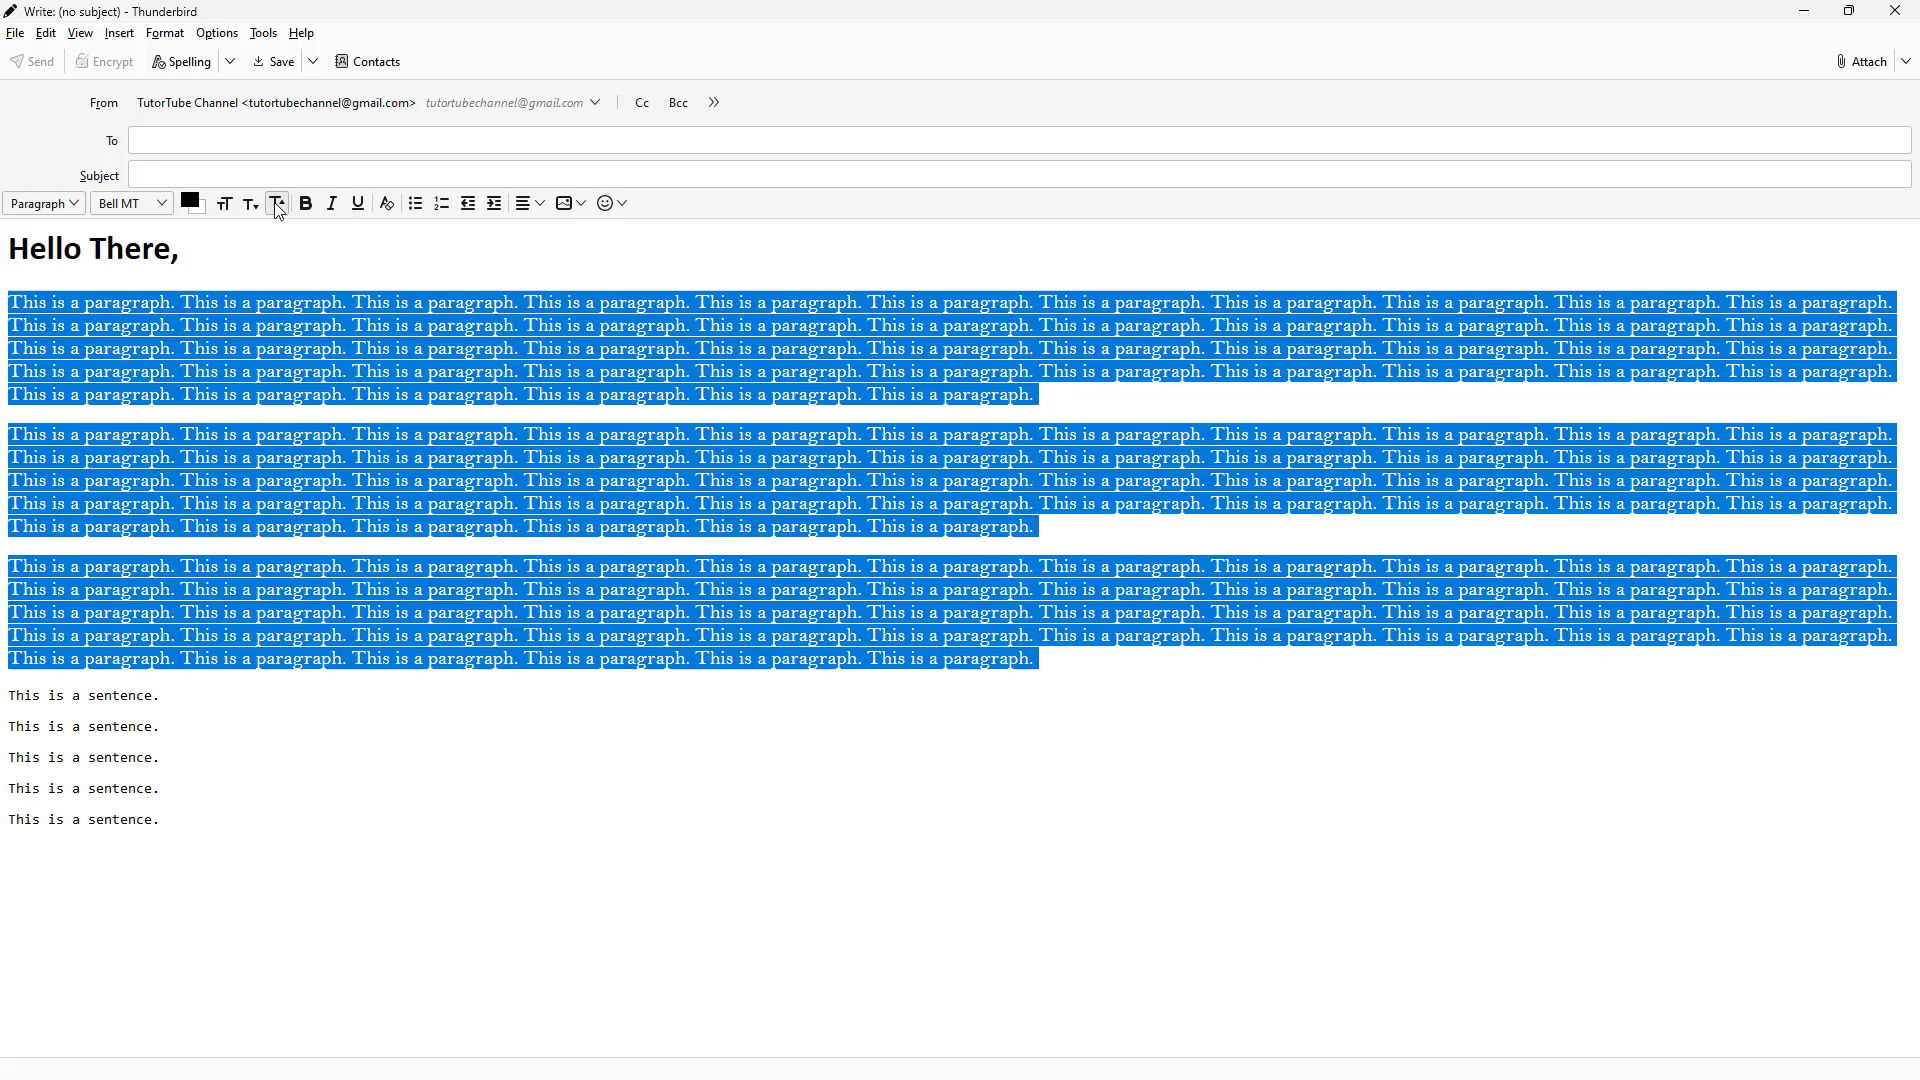 Write: (no subject) - Thunderbird
File Edit View Insert Format Options Tools Help
Send Encrypt Spelling Save Contacts Attach
From TutorTube Channel <tutortubechannel@gmail.com> tutortubechannel@gmail.com Cc Bcc
To
Subject
Paragraph Bell MT
Hello There,
This is a paragraph. This is a paragraph. This is a paragraph. This is a paragraph. This is a paragraph. This is a paragraph. This is a paragraph. This is a paragraph. This is a paragraph. This is a paragraph. This is a paragraph.
This is a paragraph. This is a paragraph. This is a paragraph. This is a paragraph. This is a paragraph. This is a paragraph. This is a paragraph. This is a paragraph. This is a paragraph. This is a paragraph. This is a paragraph.
This is a paragraph. This is a paragraph. This is a paragraph. This is a paragraph. This is a paragraph. This is a paragraph. This is a paragraph. This is a paragraph. This is a paragraph. This is a paragraph. This is a paragraph.
This is a paragraph. This is a paragraph. This is a paragraph. This is a paragraph. This is a paragraph. This is a paragraph. This is a paragraph. This is a paragraph. This is a paragraph. This is a paragraph. This is a paragraph.
This is a paragraph. This is a paragraph. This is a paragraph. This is a paragraph. This is a paragraph. This is a paragraph.
This is a paragraph. This is a paragraph. This is a paragraph. This is a paragraph. This is a paragraph. This is a paragraph. This is a paragraph. This is a paragraph. This is a paragraph. This is a paragraph. This is a paragraph.
This is a paragraph. This is a paragraph. This is a paragraph. This is a paragraph. This is a paragraph. This is a paragraph. This is a paragraph. This is a paragraph. This is a paragraph. This is a paragraph. This is a paragraph.
This is a paragraph. This is a paragraph. This is a paragraph. This is a paragraph. This is a paragraph. This is a paragraph. This is a paragraph. This is a paragraph. This is a paragraph. This is a paragraph. This is a paragraph.
This is a paragraph. This is a paragraph. This is a paragraph. This is a paragraph. This is a paragraph. This is a paragraph. This is a paragraph. This is a paragraph. This is a paragraph. This is a paragraph. This is a paragraph.
This is a paragraph. This is a paragraph. This is a paragraph. This is a paragraph. This is a paragraph. This is a paragraph.
This is a paragraph. This is a paragraph. This is a paragraph. This is a paragraph. This is a paragraph. This is a paragraph. This is a paragraph. This is a paragraph. This is a paragraph. This is a paragraph. This is a paragraph.
This is a paragraph. This is a paragraph. This is a paragraph. This is a paragraph. This is a paragraph. This is a paragraph. This is a paragraph. This is a paragraph. This is a paragraph. This is a paragraph. This is a paragraph.
This is a paragraph. This is a paragraph. This is a paragraph. This is a paragraph. This is a paragraph. This is a paragraph. This is a paragraph. This is a paragraph. This is a paragraph. This is a paragraph. This is a paragraph.
This is a paragraph. This is a paragraph. This is a paragraph. This is a paragraph. This is a paragraph. This is a paragraph. This is a paragraph. This is a paragraph. This is a paragraph. This is a paragraph. This is a paragraph.
This is a paragraph. This is a paragraph. This is a paragraph. This is a paragraph. This is a paragraph. This is a paragraph.
This is a sentence.
This is a sentence.
This is a sentence.
This is a sentence.
This is a sentence.